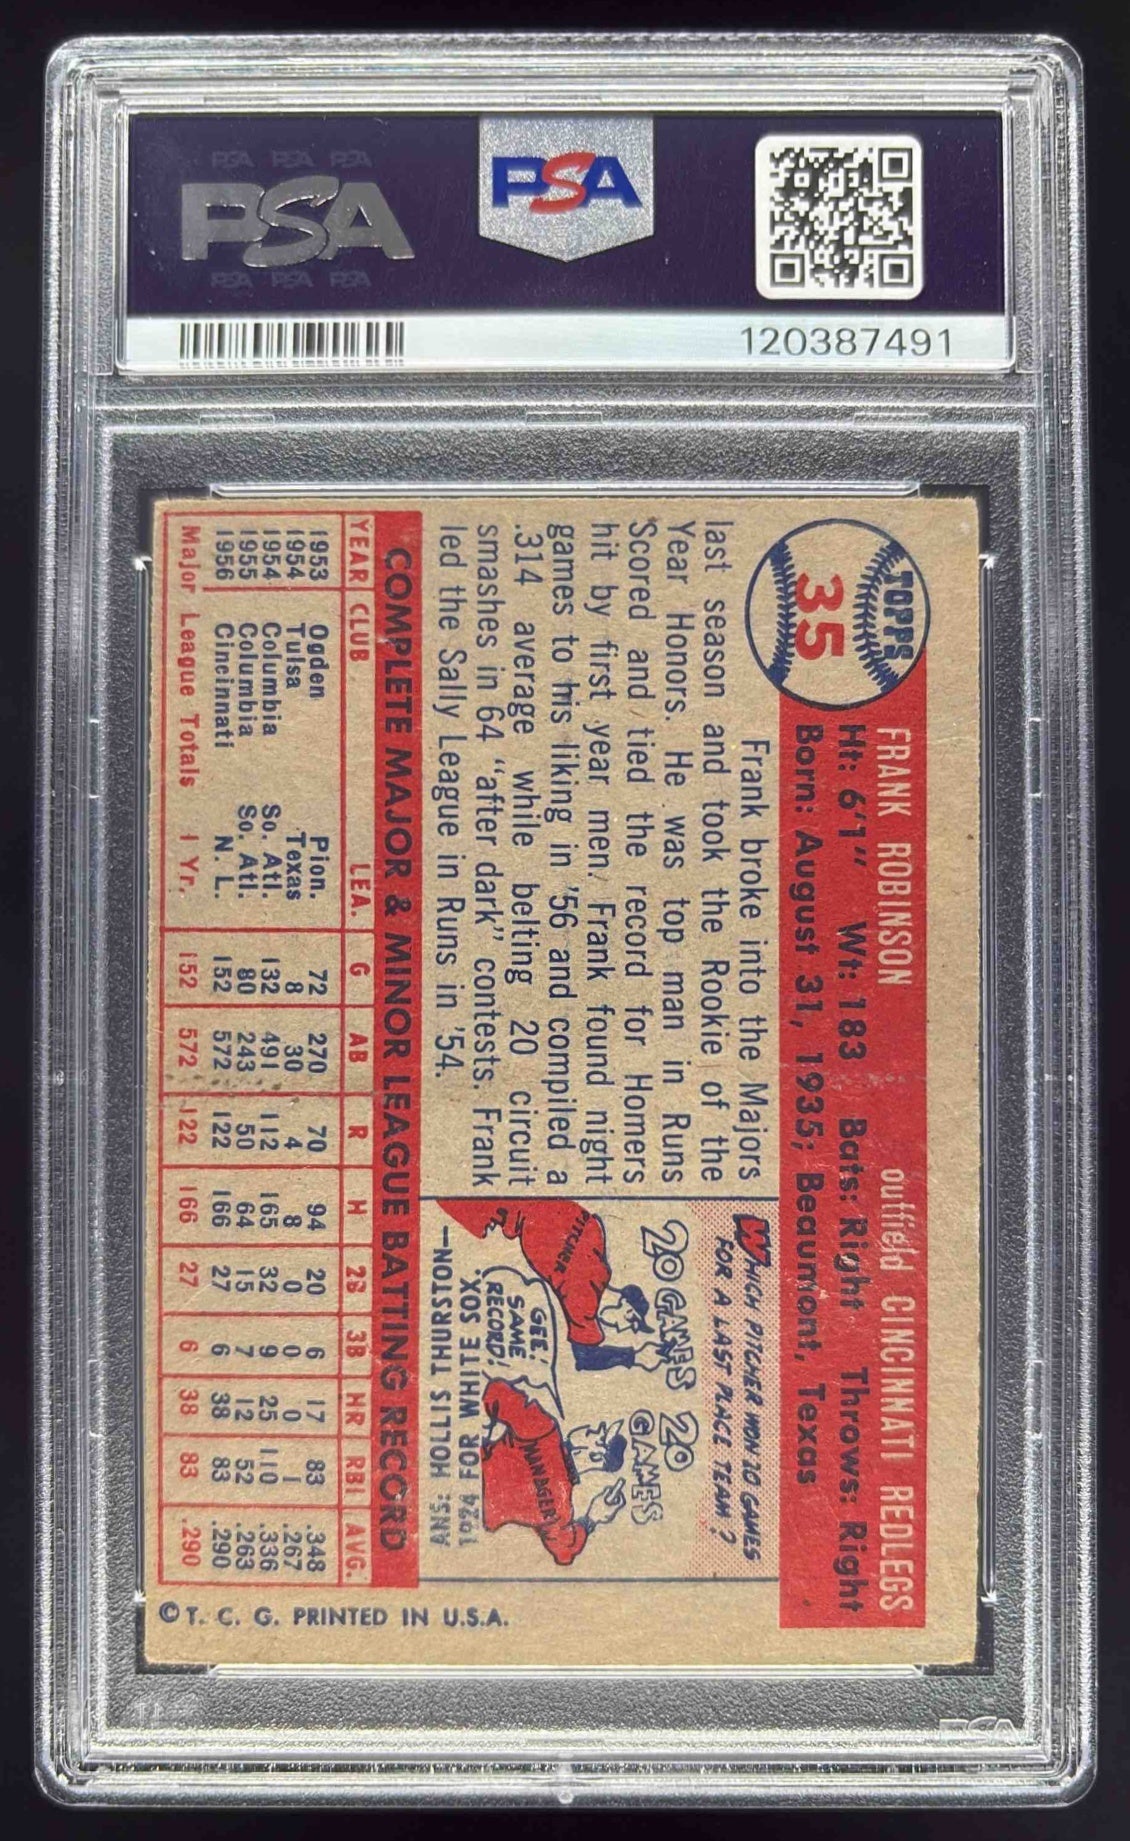 PSA PSA PSA
PSA
PSA PSA PSA
PSA
120387491
TOPPS
35
FRANK ROBINSON outfield CINCINNATI REDLEGS
Ht: 6'1" Wt: 183 Bats: Right Throws: Right
Born: August 31, 1935; Beaumont, Texas
Frank broke into the Majors
last season and took the Rookie of the
Year Honors. He was top man in Runs
Scored and tied the record for Homers
hit by first year men. Frank found night
games to his liking in '56 and compiled a
.314 average while belting 20 circuit
smashes in 64 "after dark" contests. Frank
led the Sally League in Runs in '54.
WHICH PITCHER WON 20 GAMES
FOR A LAST PLACE TEAM?
20 GAMES
20 GAMES
PITCHER
GEE! SAME RECORD!
MANAGER
ANS: HOLLIS THURSTON—
1924 FOR WHITE SOX.
COMPLETE MAJOR & MINOR LEAGUE BATTING RECORD
YEAR CLUB LEA. G AB R H 2B 3B HR RBI AVG.
1953 Ogden Pion. 72 270 70 94 20 6 17 83 .348
1954 Tulsa Texas 8 30 4 8 0 0 0 1 .267
1954 Columbia So. Atl. 132 491 112 165 32 9 25 110 .336
1955 Columbia So. Atl. 80 243 50 64 15 7 12 52 .263
1956 Cincinnati N. L. 152 572 122 166 27 6 38 83 .290
Major League Totals 1 Yr. 152 572 122 166 27 6 38 83 .290
© T. C. G. PRINTED IN U.S.A.
PSA